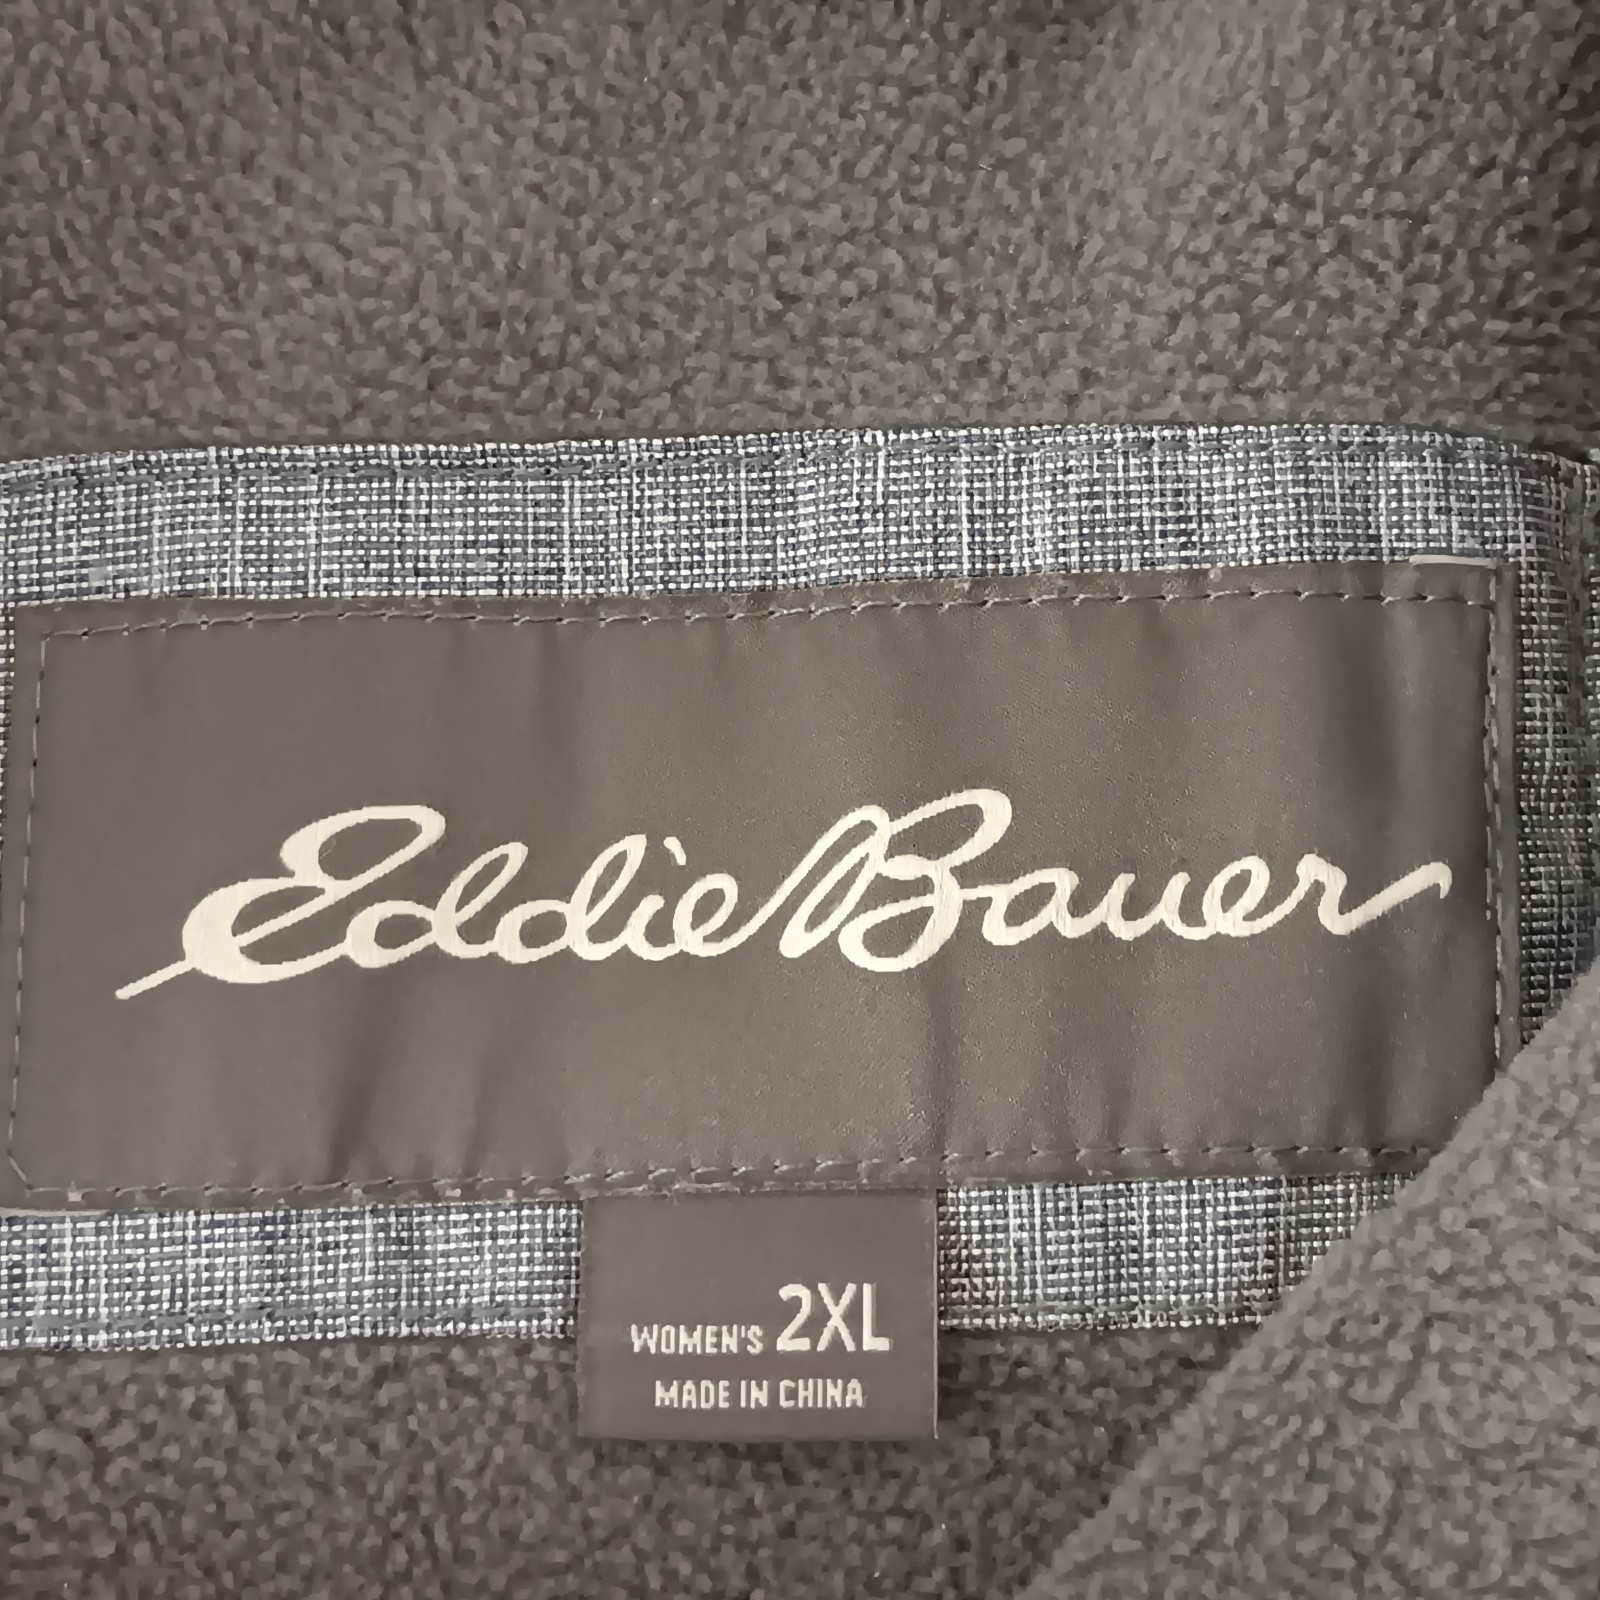 Eddie Bauer
WOMEN'S 2XL
MADE IN CHINA